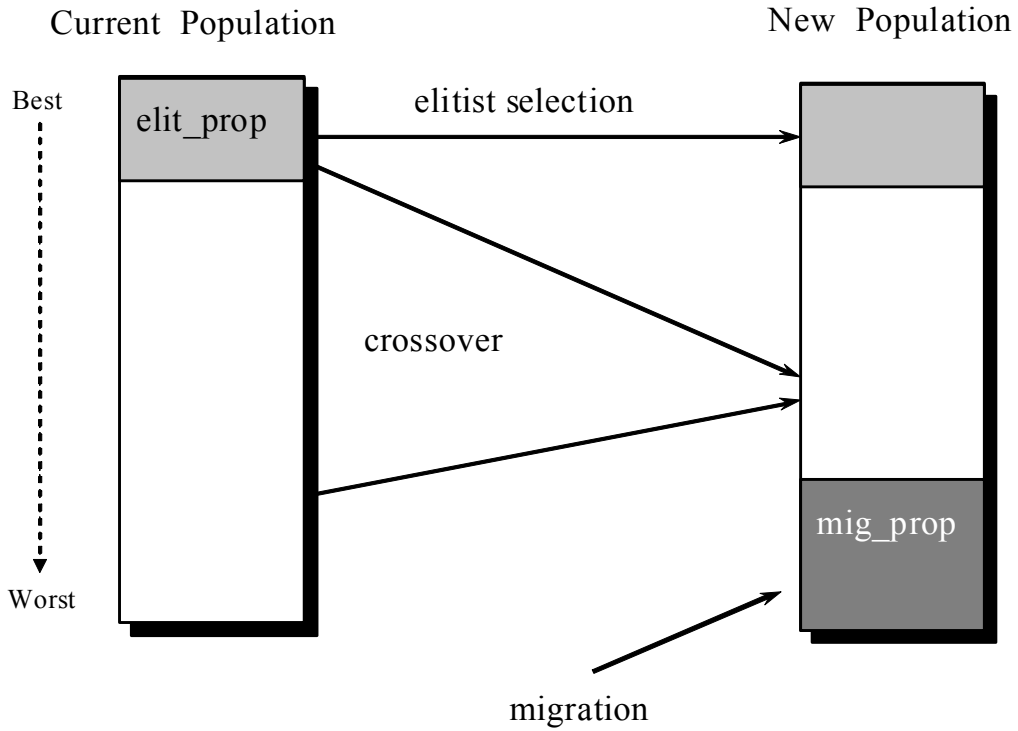 Current Population
New Population
Best
elit_prop
elitist selection
crossover
mig_prop
Worst
migration